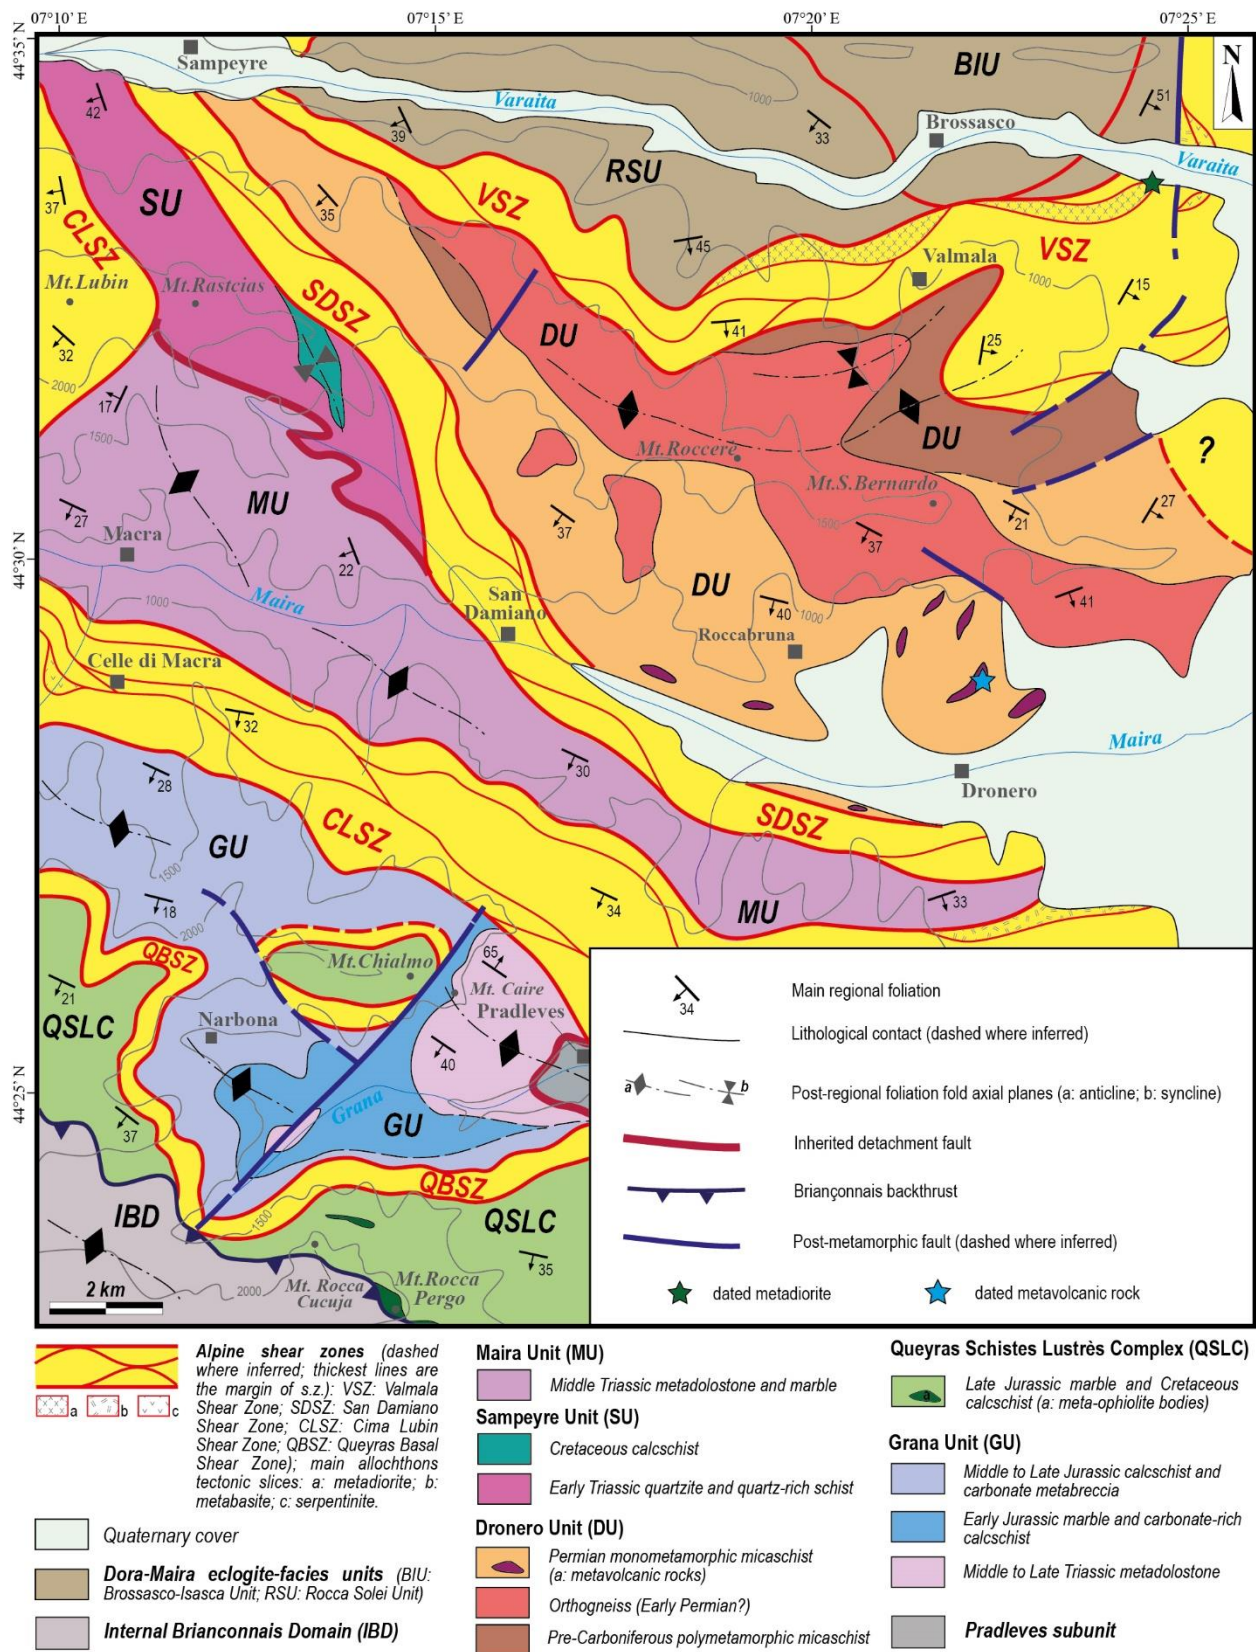 07°10' E
07°15'
07°20'
07°25'
44°35' N
Sampeyre
BIU
N
1000
51
42
Varaita
39
33
Brossasco
Varaita
RSU
SU
VSZ
35
37
CLSZ
45
VSZ
Valmala
1000
Mt.Lubin
Mt.Rastcias
SDSZ
15
DU
41
32
25
2000
17
1500
DU
?
Mt.Roccerè
MU
Mt.S.Bernardo
27
1500
21
27
37
37
Macra
44°30' N
22
DU
Maira
San
Damiano
1000
40
1000
41
Roccabruna
Celle di Macra
32
Maira
30
28
Dronero
SDSZ
GU
CLSZ
1500
18
34
MU
33
2000
QBSZ
Mt.Chialmo
65
Mt. Caire
21
Pradleves
QSLC
Narbona
40
44°25' N
Grana
GU
37
QBSZ
IBD
1500
QSLC
35
2000
Mt. Rocca
Cucuja
Mt.Rocca
Pergo
2 km
34
Main regional foliation
Lithological contact (dashed where inferred)
a
b
Post-regional foliation fold axial planes (a: anticline; b: syncline)
Inherited detachment fault
Briançonnais backthrust
Post-metamorphic fault (dashed where inferred)
dated metadiorite
dated metavolcanic rock
a
b
c
Alpine shear zones (dashed
where inferred; thickest lines are
the margin of s.z.): VSZ: Valmala
Shear Zone; SDSZ: San Damiano
Shear Zone; CLSZ: Cima Lubin
Shear Zone; QBSZ: Queyras Basal
Shear Zone); main allochthons
tectonic slices: a: metadiorite; b:
metabasite; c: serpentinite.
Quaternary cover
Dora-Maira eclogite-facies units (BIU:
Brossasco-Isasca Unit; RSU: Rocca Solei Unit)
Internal Brianconnais Domain (IBD)
Maira Unit (MU)
Middle Triassic metadolostone and marble
Sampeyre Unit (SU)
Cretaceous calcschist
Early Triassic quartzite and quartz-rich schist
Dronero Unit (DU)
Permian monometamorphic micaschist
(a: metavolcanic rocks)
Orthogneiss (Early Permian?)
Pre-Carboniferous polymetamorphic micaschist
Queyras Schistes Lustrès Complex (QSLC)
a
Late Jurassic marble and Cretaceous
calcschist (a: meta-ophiolite bodies)
Grana Unit (GU)
Middle to Late Jurassic calcschist and
carbonate metabreccia
Early Jurassic marble and carbonate-rich
calcschist
Middle to Late Triassic metadolostone
Pradleves subunit